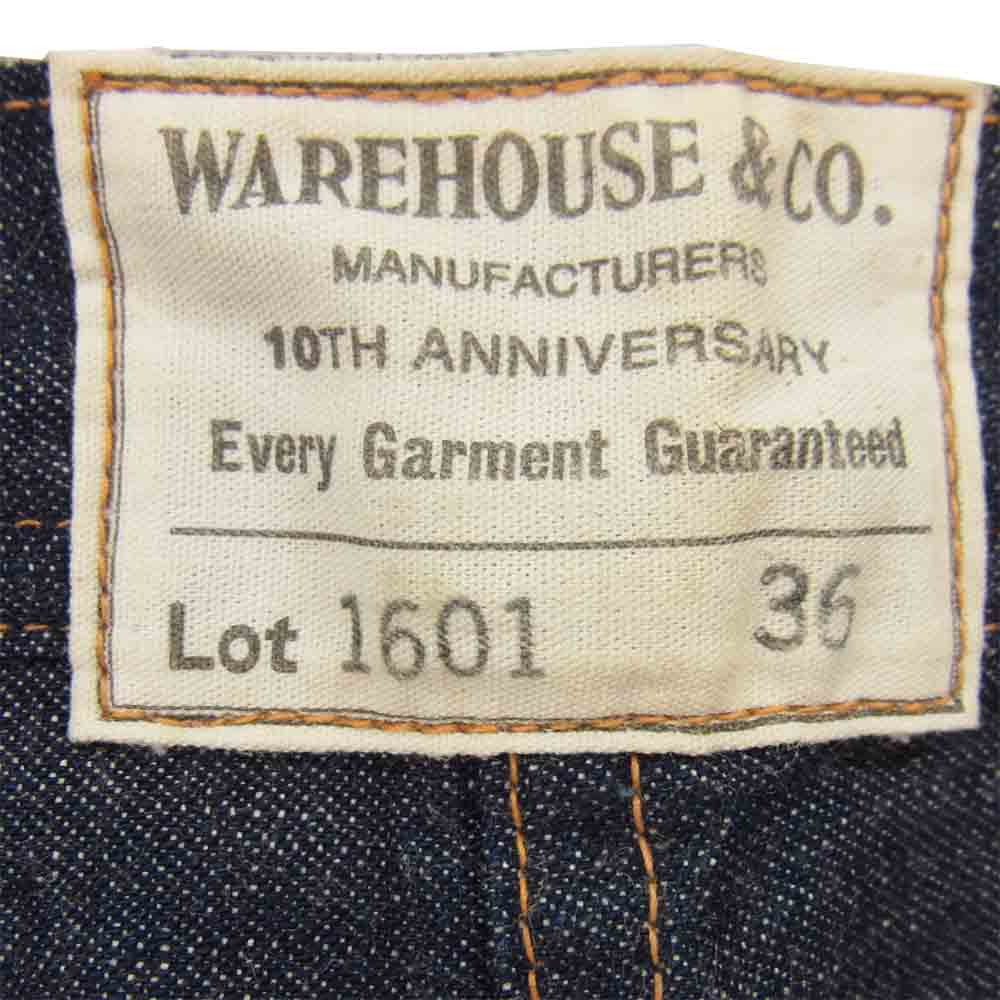 WAREHOUSE & CO.
MANUFACTURERS
10TH ANNIVERSARY
Every Garment Guaranteed
Lot 1601 36